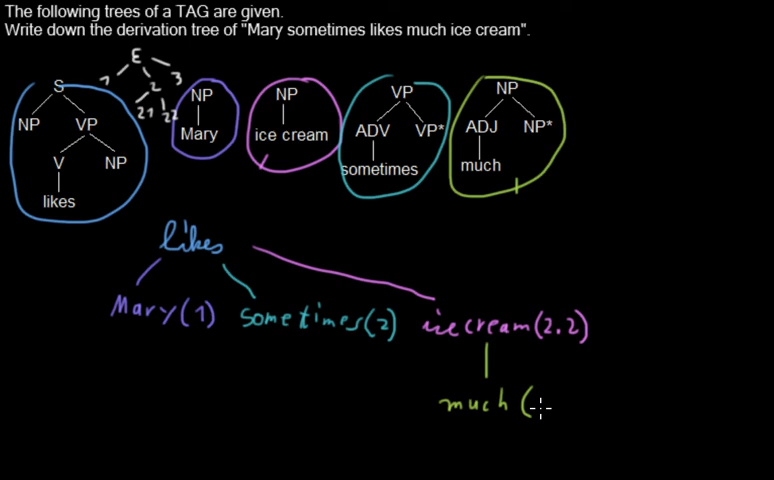 The following trees of a TAG are given.
Write down the derivation tree of "Mary sometimes likes much ice cream".
E
1 2 3
21 22
S
NP VP
V NP
likes
NP
Mary
NP
ice cream
VP
ADV VP*
sometimes
NP
ADJ NP*
much
likes
Mary(1) sometimes(2) icecream(2.2)
much (